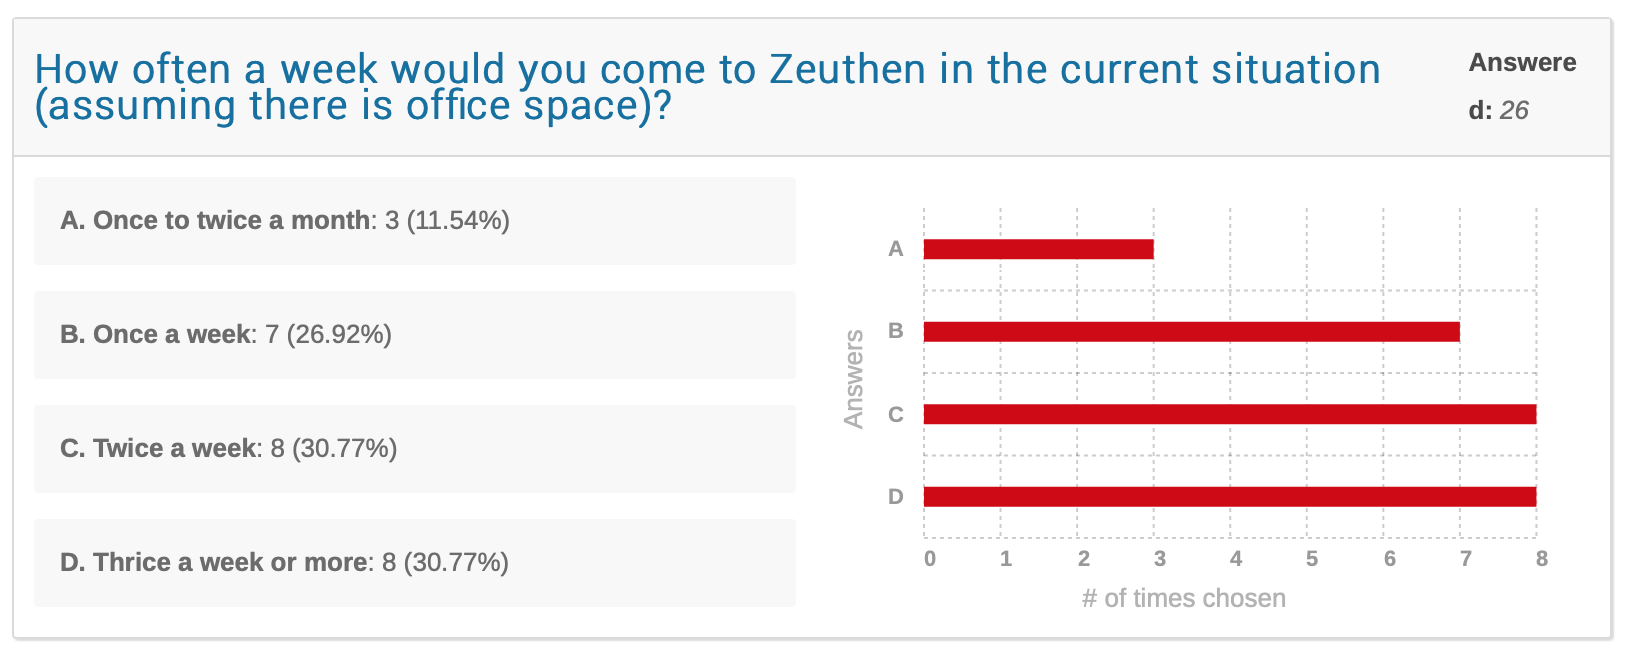 How often a week would you come to Zeuthen in the current situation
(assuming there is office space)?
Answere
d: 26
A. Once to twice a month: 3 (11.54%)
B. Once a week: 7 (26.92%)
C. Twice a week: 8 (30.77%)
D. Thrice a week or more: 8 (30.77%)
Answers
A
B
C
D
0 1 2 3 4 5 6 7 8
# of times chosen